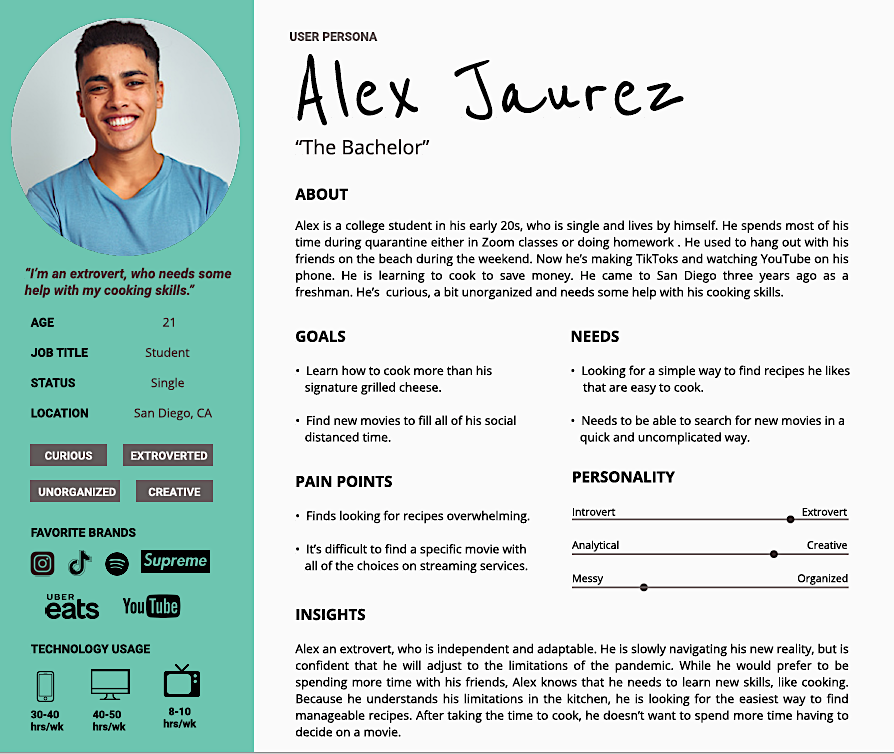 USER PERSONA
Alex Jaurez
“The Bachelor”
“I’m an extrovert, who needs some
help with my cooking skills.”
AGE 21
JOB TITLE Student
STATUS Single
LOCATION San Diego, CA
CURIOUS EXTROVERTED
UNORGANIZED CREATIVE
FAVORITE BRANDS
Supreme
UBER
eats
YouTube
TECHNOLOGY USAGE
30-40 40-50 8-10
hrs/wk hrs/wk hrs/wk
ABOUT
Alex is a college student in his early 20s, who is single and lives by himself. He spends most of his
time during quarantine either in Zoom classes or doing homework . He used to hang out with his
friends on the beach during the weekend. Now he’s making TikToks and watching YouTube on his
phone. He is learning to cook to save money. He came to San Diego three years ago as a
freshman. He’s  curious, a bit unorganized and needs some help with his cooking skills.
GOALS
• Learn how to cook more than his
signature grilled cheese.
• Find new movies to fill all of his social
distanced time.
NEEDS
• Looking for a simple way to find recipes he likes
that are easy to cook.
• Needs to be able to search for new movies in a
quick and uncomplicated way.
PAIN POINTS
• Finds looking for recipes overwhelming.
• It’s difficult to find a specific movie with
all of the choices on streaming services.
PERSONALITY
Introvert Extrovert
Analytical Creative
Messy Organized
INSIGHTS
Alex an extrovert, who is independent and adaptable. He is slowly navigating his new reality, but is
confident that he will adjust to the limitations of the pandemic. While he would prefer to be
spending more time with his friends, Alex knows that he needs to learn new skills, like cooking.
Because he understands his limitations in the kitchen, he is looking for the easiest way to find
manageable recipes. After taking the time to cook, he doesn’t want to spend more time having to
decide on a movie.